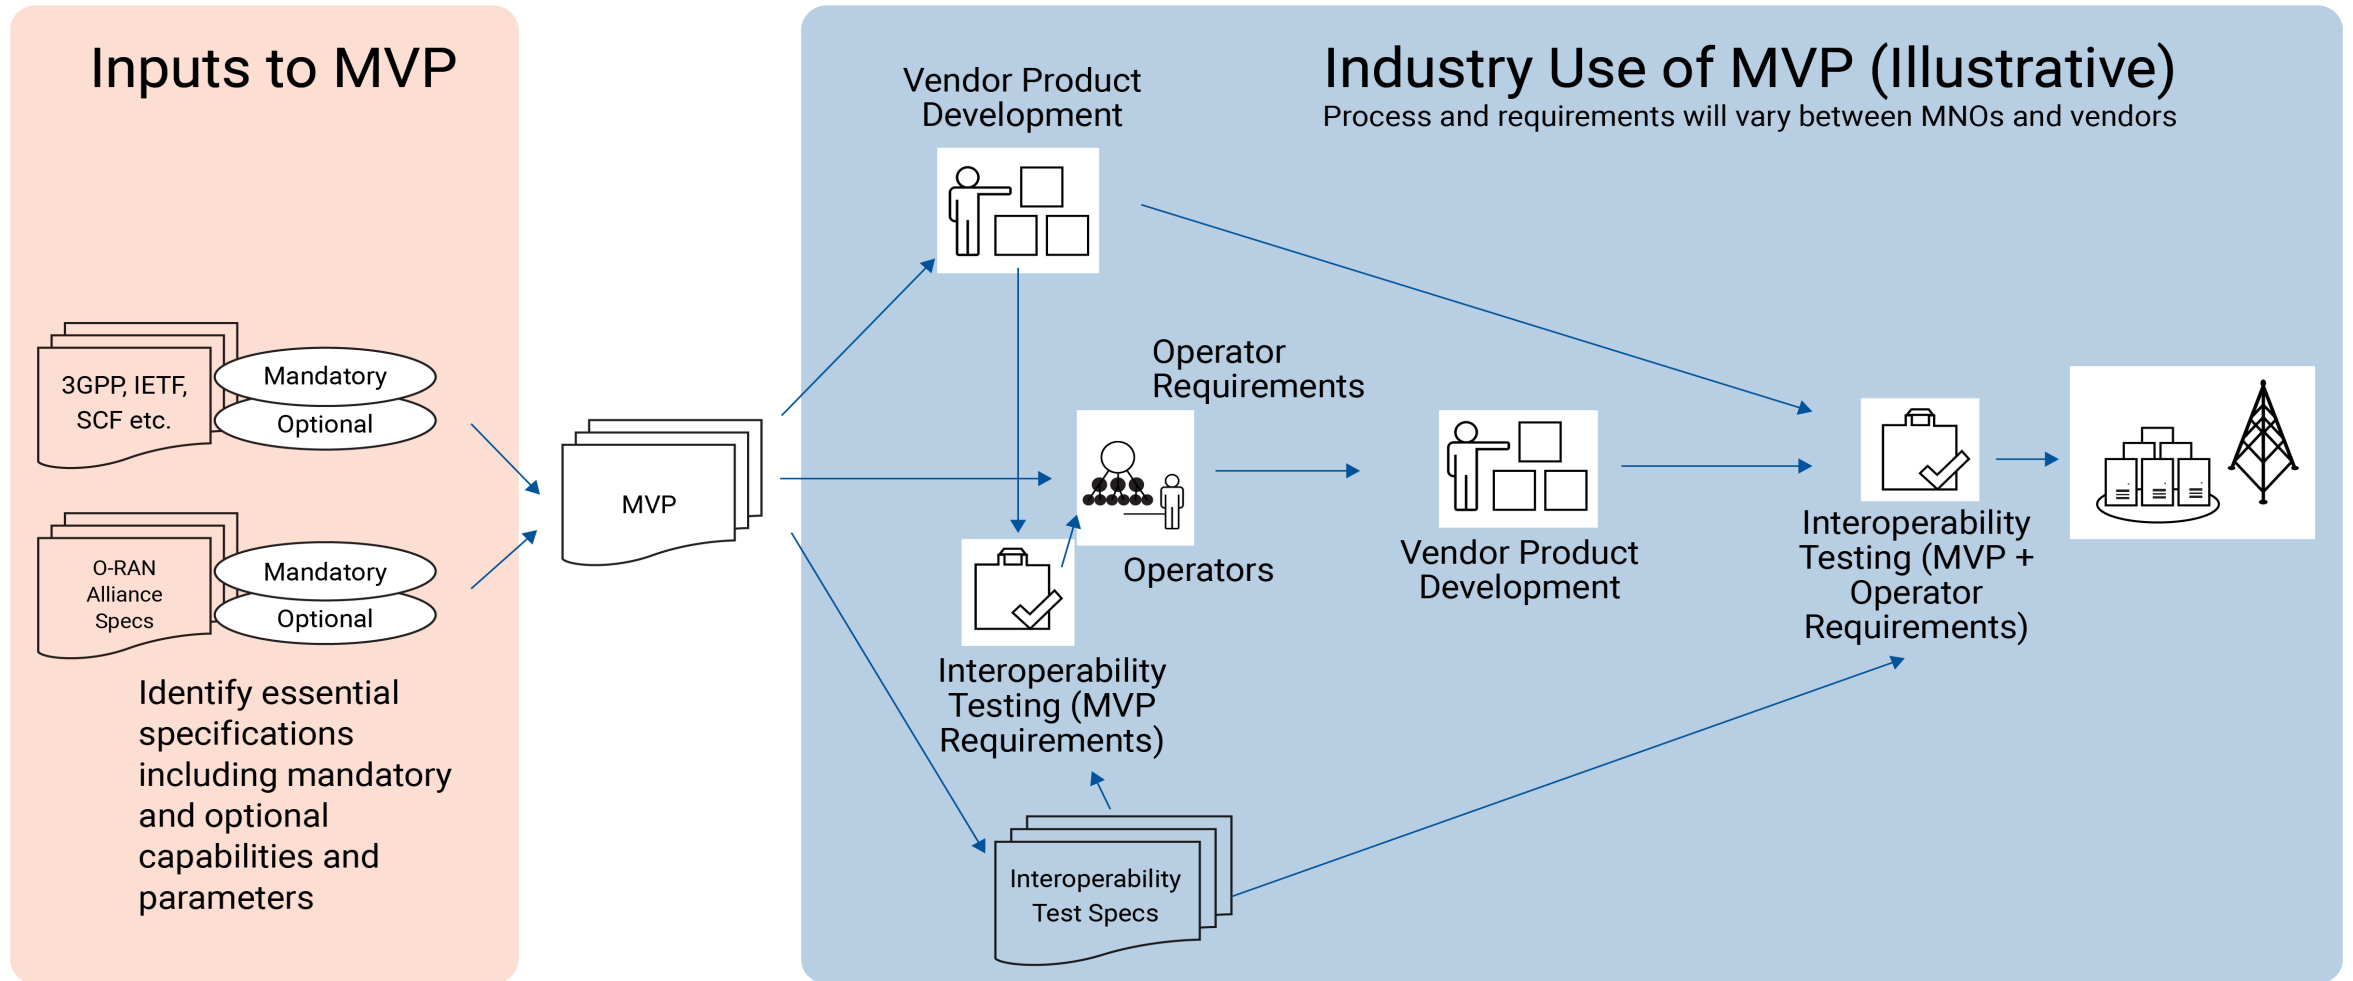 Inputs to MVP
3GPP, IETF,
SCF etc.
Mandatory
Optional
O-RAN
Alliance
Specs
Mandatory
Optional
Identify essential
specifications
including mandatory
and optional
capabilities and
parameters
MVP
Industry Use of MVP (Illustrative)
Process and requirements will vary between MNOs and vendors
Vendor Product
Development
Operator
Requirements
Operators
Interoperability
Testing (MVP
Requirements)
Interoperability
Test Specs
Vendor Product
Development
Interoperability
Testing (MVP +
Operator
Requirements)